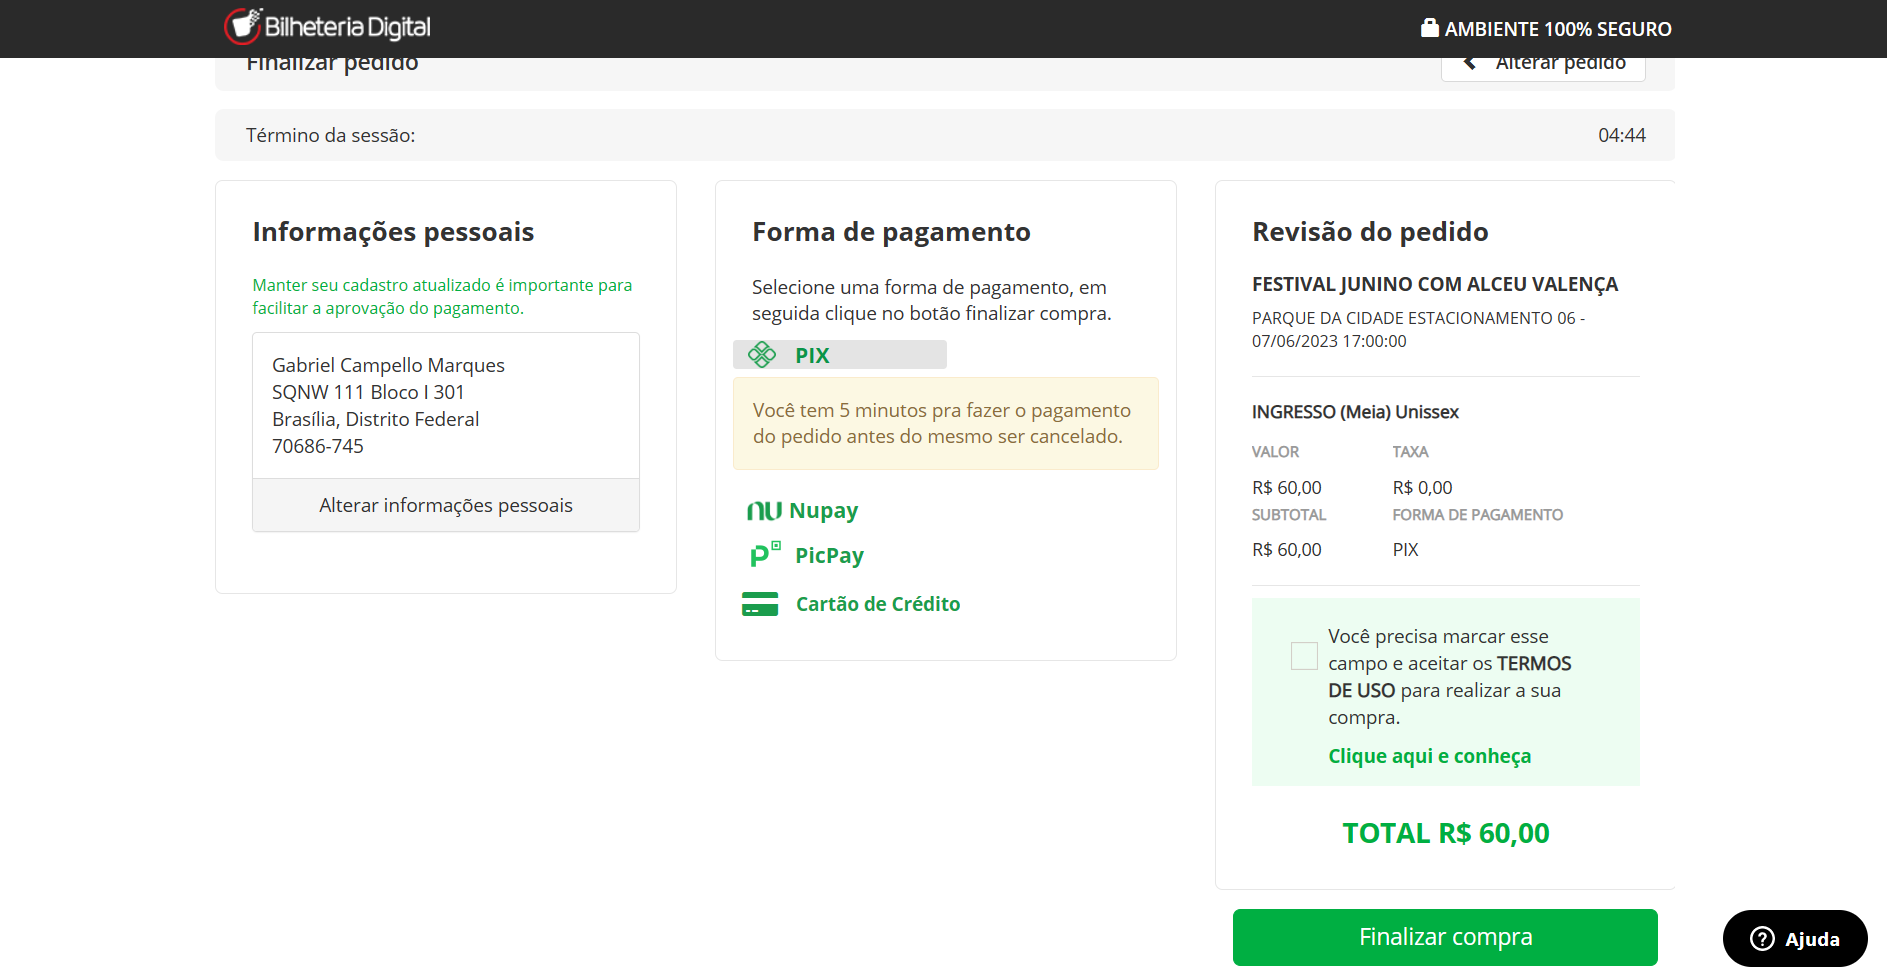 Bilheteria Digital
AMBIENTE 100% SEGURO
Finalizar pedido
Alterar pedido
Término da sessão:
04:44
Informações pessoais
Manter seu cadastro atualizado é importante para
facilitar a aprovação do pagamento.
Gabriel Campello Marques
SQNW 111 Bloco I 301
Brasília, Distrito Federal
70686-745
Alterar informações pessoais
Forma de pagamento
Selecione uma forma de pagamento, em
seguida clique no botão finalizar compra.
PIX
Você tem 5 minutos pra fazer o pagamento
do pedido antes do mesmo ser cancelado.
nu Nupay
PicPay
Cartão de Crédito
Revisão do pedido
FESTIVAL JUNINO COM ALCEU VALENÇA
PARQUE DA CIDADE ESTACIONAMENTO 06 -
07/06/2023 17:00:00
INGRESSO (Meia) Unissex
VALOR TAXA
R$ 60,00 R$ 0,00
SUBTOTAL FORMA DE PAGAMENTO
R$ 60,00 PIX
Você precisa marcar esse
campo e aceitar os TERMOS
DE USO para realizar a sua
compra.
Clique aqui e conheça
TOTAL R$ 60,00
Finalizar compra
Ajuda